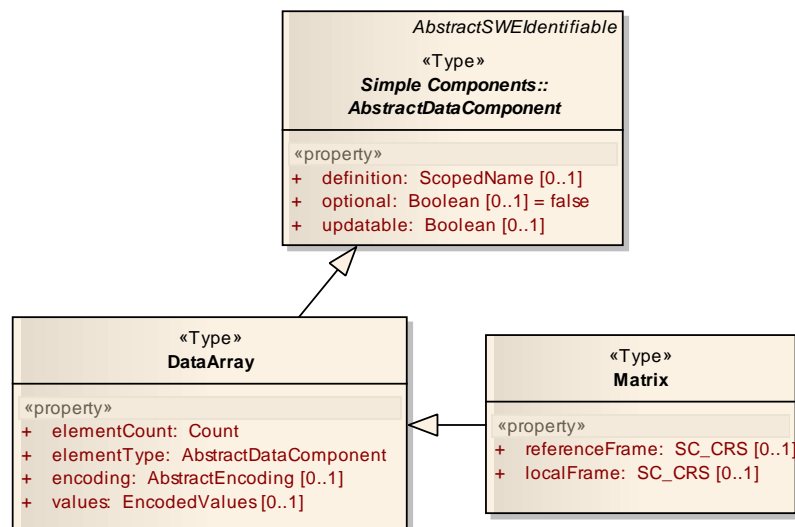 AbstractSWEIdentifiable
«Type»
Simple Components::
AbstractDataComponent
«property»
+ definition: ScopedName [0..1]
+ optional: Boolean [0..1] = false
+ updatable: Boolean [0..1]
«Type»
DataArray
«property»
+ elementCount: Count
+ elementType: AbstractDataComponent
+ encoding: AbstractEncoding [0..1]
+ values: EncodedValues [0..1]
«Type»
Matrix
«property»
+ referenceFrame: SC_CRS [0..1]
+ localFrame: SC_CRS [0..1]